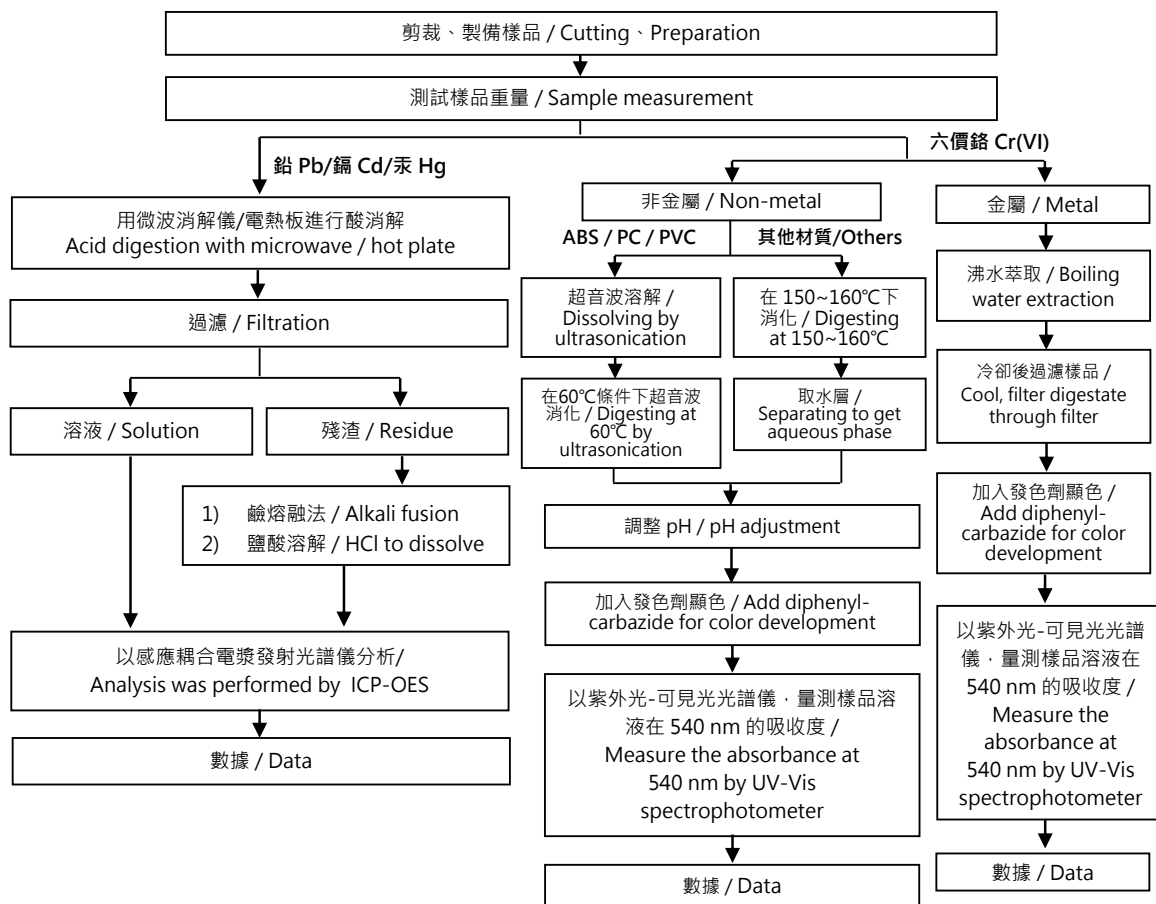 剪裁、製備樣品 / Cutting、Preparation
測試樣品重量 / Sample measurement
鉛 Pb/鎘 Cd/汞 Hg
用微波消解儀/電熱板進行酸消解
Acid digestion with microwave / hot plate
過濾 / Filtration
溶液 / Solution
殘渣 / Residue
1) 鹼熔融法 / Alkali fusion
2) 鹽酸溶解 / HCl to dissolve
以感應耦合電漿發射光譜儀分析/
Analysis was performed by ICP-OES
數據 / Data
六價鉻 Cr(VI)
非金屬 / Non-metal
ABS / PC / PVC
其他材質/Others
超音波溶解 /
Dissolving by
ultrasonication
在60℃條件下超音波
消化 / Digesting at
60℃ by
ultrasonication
在 150~160℃下
消化 / Digesting
at 150~160℃
取水層 /
Separating to get
aqueous phase
調整 pH / pH adjustment
加入發色劑顯色 / Add diphenyl-
carbazide for color development
以紫外光-可見光光譜儀，量測樣品溶
液在 540 nm 的吸收度 /
Measure the absorbance at
540 nm by UV-Vis
spectrophotometer
數據 / Data
金屬 / Metal
沸水萃取 / Boiling
water extraction
冷卻後過濾樣品 /
Cool, filter digestate
through filter
加入發色劑顯色 /
Add diphenyl-
carbazide for color
development
以紫外光-可見光光譜
儀，量測樣品溶液在
540 nm 的吸收度 /
Measure the
absorbance at
540 nm by UV-Vis
spectrophotometer
數據 / Data